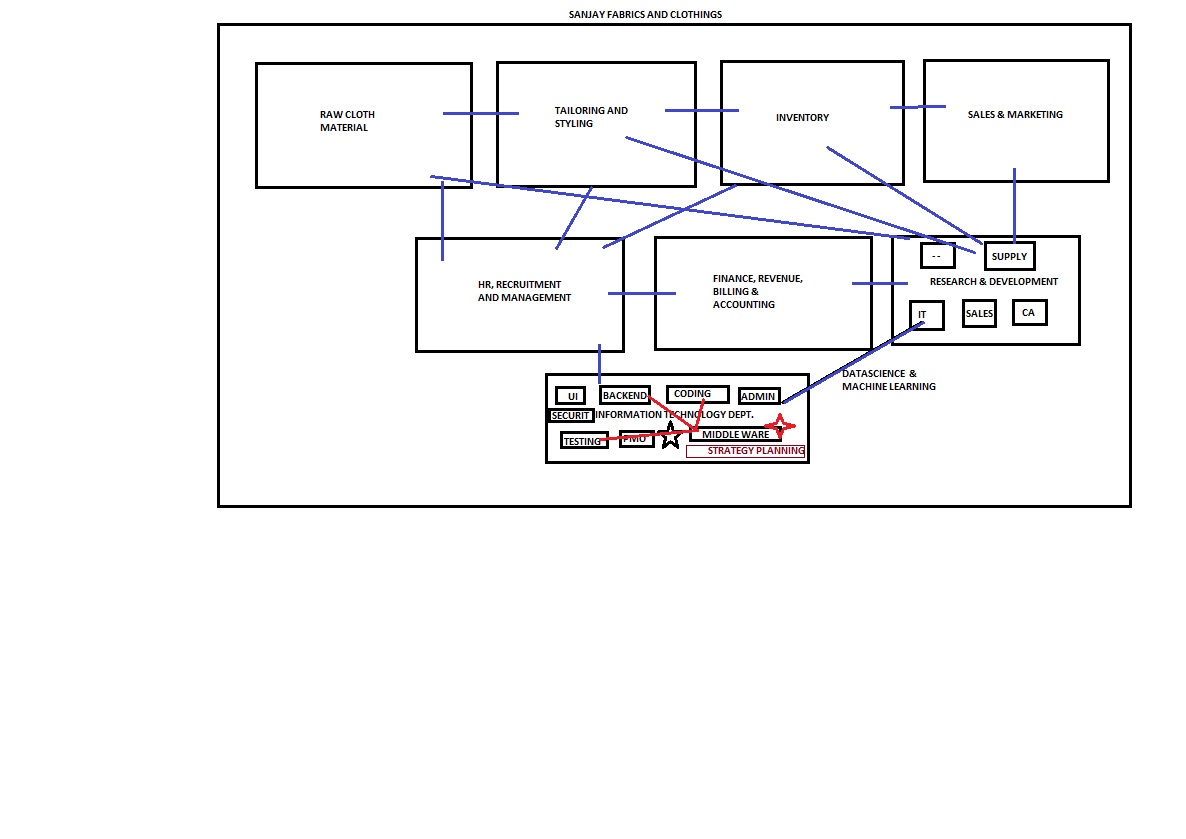 SANJAY FABRICS AND CLOTHINGS
RAW CLOTH
MATERIAL
TAILORING AND
STYLING
INVENTORY
SALES & MARKETING
HR, RECRUITMENT
AND MANAGEMENT
FINANCE, REVENUE,
BILLING &
ACCOUNTING
--
SUPPLY
RESEARCH & DEVELOPMENT
IT
SALES
CA
DATASCIENCE &
MACHINE LEARNING
UI
BACKEND
CODING
ADMIN
SECURIT
INFORMATION TECHNOLOGY DEPT.
TESTING
PMO
MIDDLE WARE
STRATEGY PLANNING